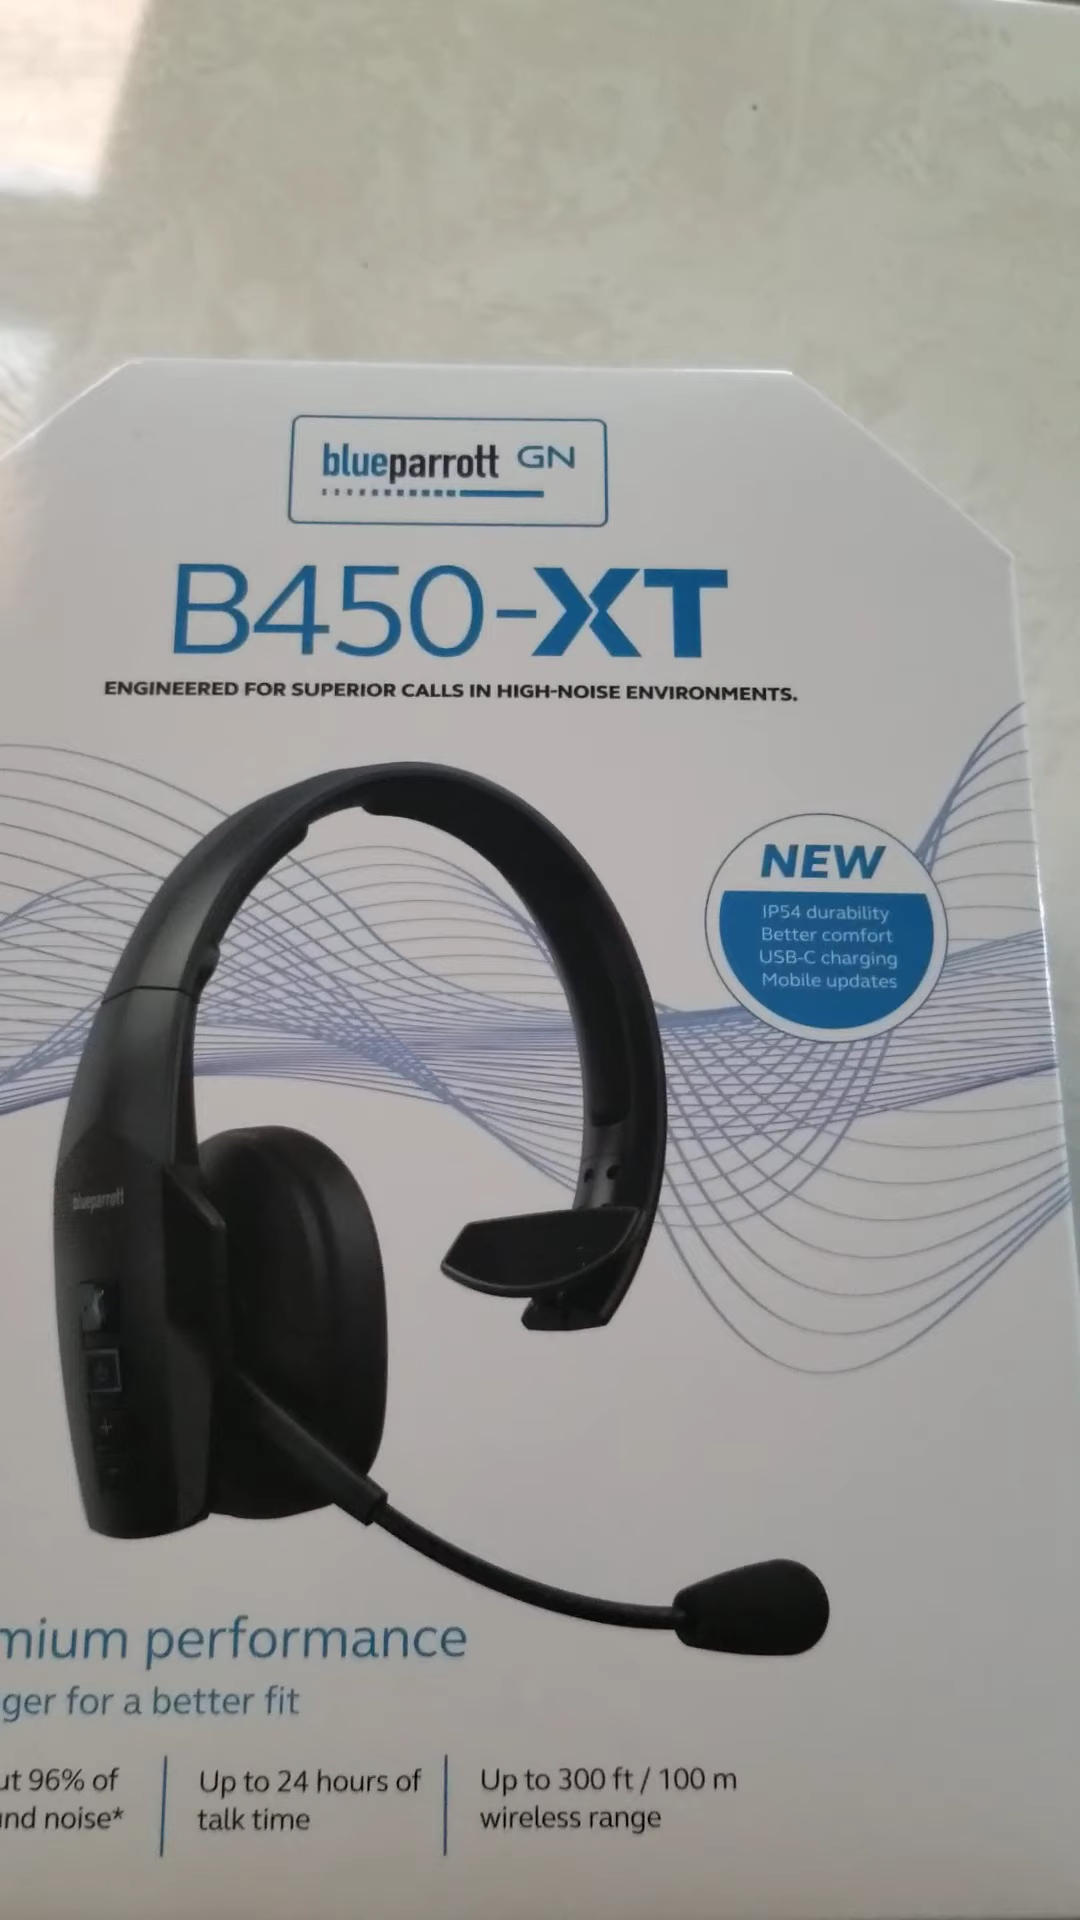 blueparrott GN
B450-XT
ENGINEERED FOR SUPERIOR CALLS IN HIGH-NOISE ENVIRONMENTS.
NEW
IP54 durability
Better comfort
USB-C charging
Mobile updates
blueparrott
mium performance
ger for a better fit
ut 96% of
und noise*
Up to 24 hours of
talk time
Up to 300 ft / 100 m
wireless range